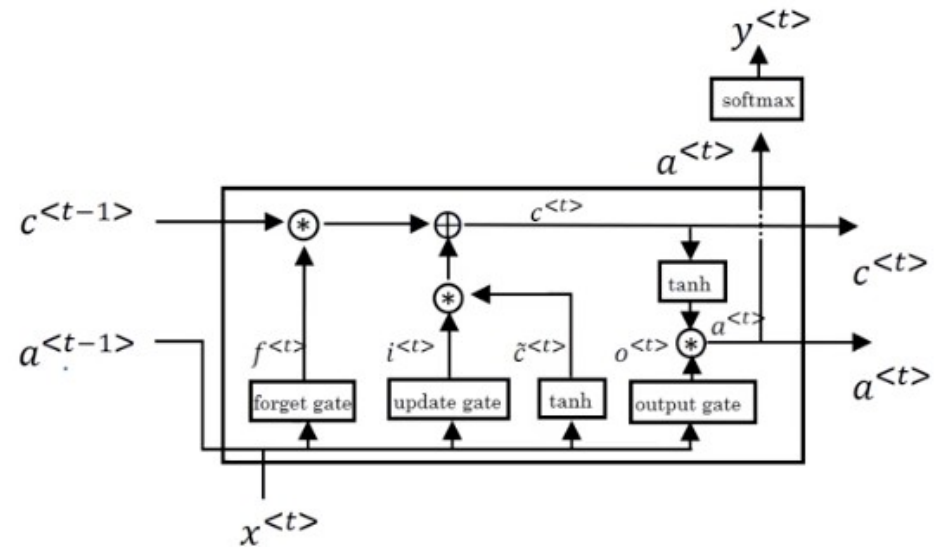 y^{<t>}
softmax
a^{<t>}
c^{<t-1>}
c^{<t>}
c^{<t>}
tanh
a^{<t-1>}
f^{<t>}
i^{<t>}
c̃^{<t>}
o^{<t>}
a^{<t>}
a^{<t>}
forget gate
update gate
tanh
output gate
x^{<t>}